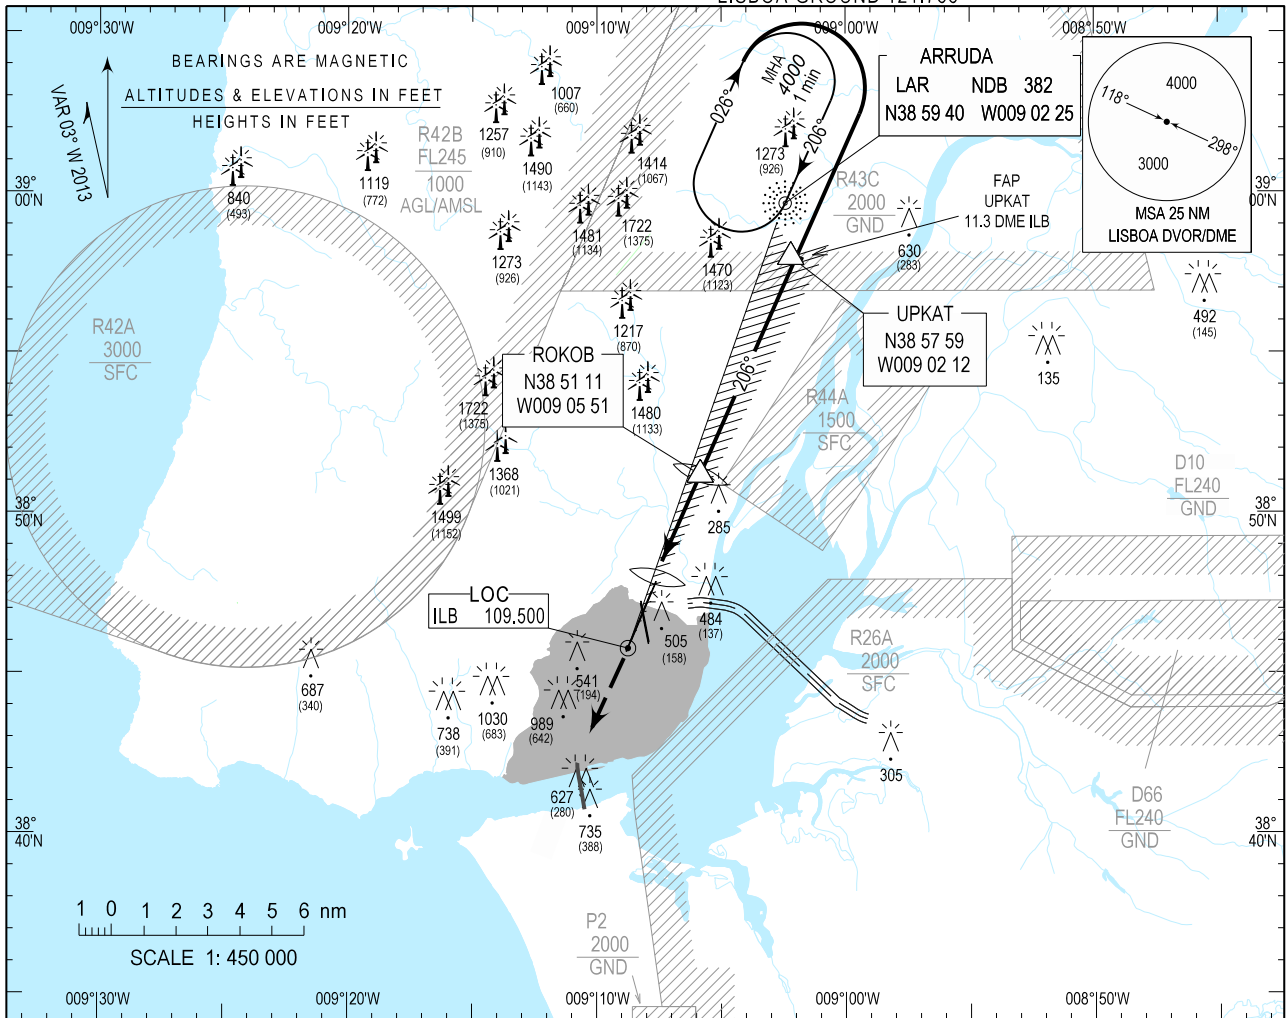 009°30'W
009°20'W
009°10'W
009°00'W
008°50'W
BEARINGS ARE MAGNETIC
ALTITUDES & ELEVATIONS IN FEET
HEIGHTS IN FEET
VAR 03° W 2013
MHA
4000
1 min
026°
206°
ARRUDA
LAR NDB 382
N38 59 40 W009 02 25
4000
118°
298°
3000
MSA 25 NM
LISBOA DVOR/DME
1007
(660)
1257
(910)
R42B
FL245
1000
AGL/AMSL
1490
(1143)
1414
(1067)
1273
(926)
1119
(772)
840
(493)
39°
00'N
39°
00'N
R43C
2000
GND
FAP
UPKAT
11.3 DME ILB
1481
(1134)
1722
(1375)
1273
(926)
1470
(1123)
630
(283)
492
(145)
1217
(870)
R42A
3000
SFC
UPKAT
N38 57 59
W009 02 12
135
ROKOB
N38 51 11
W009 05 51
206°
1722
(1375)
1480
(1133)
R44A
1500
SFC
1368
(1021)
1499
(1152)
D10
FL240
GND
38°
50'N
38°
50'N
285
LOC
ILB 109.500
484
(137)
505
(158)
R26A
2000
SFC
541
(194)
687
(340)
738
(391)
1030
(683)
989
(642)
305
627
(280)
735
(388)
D66
FL240
GND
38°
40'N
38°
40'N
1 0 1 2 3 4 5 6 nm
SCALE 1: 450 000
P2
2000
GND
009°30'W
009°20'W
009°10'W
009°00'W
008°50'W